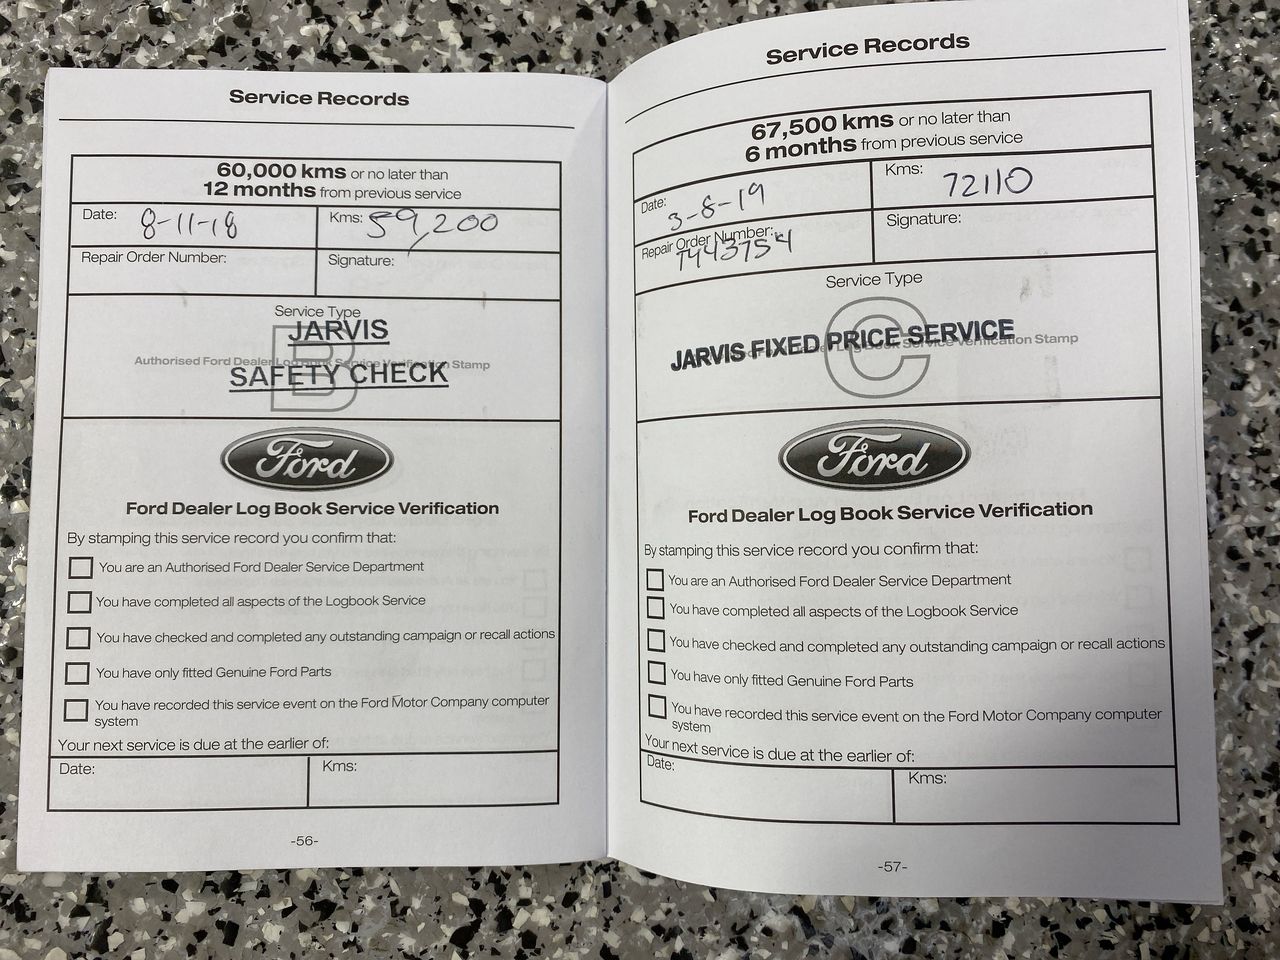 Service Records
60,000 kms or no later than
12 months from previous service
Date: 8-11-18
Kms: 59,200
Repair Order Number:
Signature:
Service Type
B
JARVIS
Authorised Ford Dealer Log Book Service Verification Stamp
SAFETY CHECK
Ford
Ford Dealer Log Book Service Verification
By stamping this service record you confirm that:
You are an Authorised Ford Dealer Service Department
You have completed all aspects of the Logbook Service
You have checked and completed any outstanding campaign or recall actions
You have only fitted Genuine Ford Parts
You have recorded this service event on the Ford Motor Company computer
system
Your next service is due at the earlier of:
Date:
Kms:
-56-
Service Records
67,500 kms or no later than
6 months from previous service
Date: 3-8-19
Kms: 72110
Repair Order Number: T443754
Signature:
Service Type
C
JARVIS FIXED PRICE SERVICE
Log Book Service Verification Stamp
Ford
Ford Dealer Log Book Service Verification
By stamping this service record you confirm that:
You are an Authorised Ford Dealer Service Department
You have completed all aspects of the Logbook Service
You have checked and completed any outstanding campaign or recall actions
You have only fitted Genuine Ford Parts
You have recorded this service event on the Ford Motor Company computer
system
Your next service is due at the earlier of:
Date:
Kms:
-57-